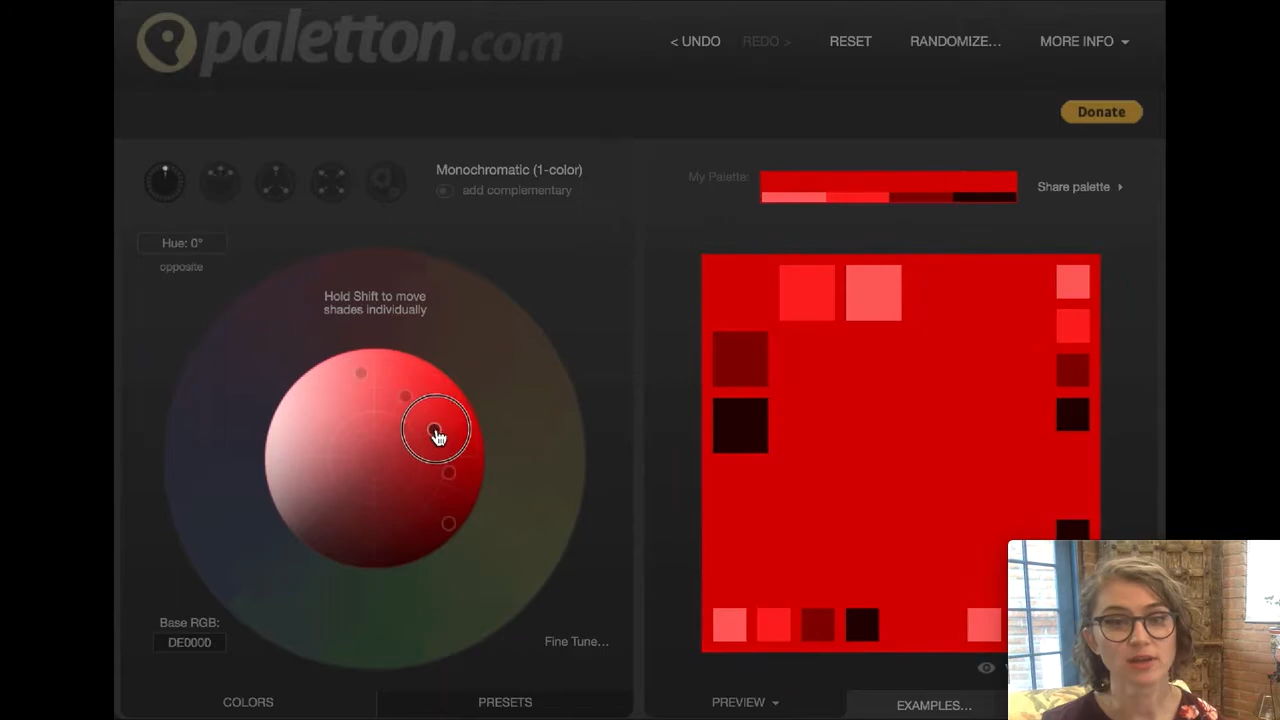 paletton.com
< UNDO
REDO >
RESET
RANDOMIZE...
MORE INFO
Donate
Monochromatic (1-color)
add complementary
My Palette:
Share palette
Hue: 0°
opposite
Hold Shift to move
shades individually
Base RGB:
DE0000
Fine Tune...
COLORS
PRESETS
PREVIEW
EXAMPLES...